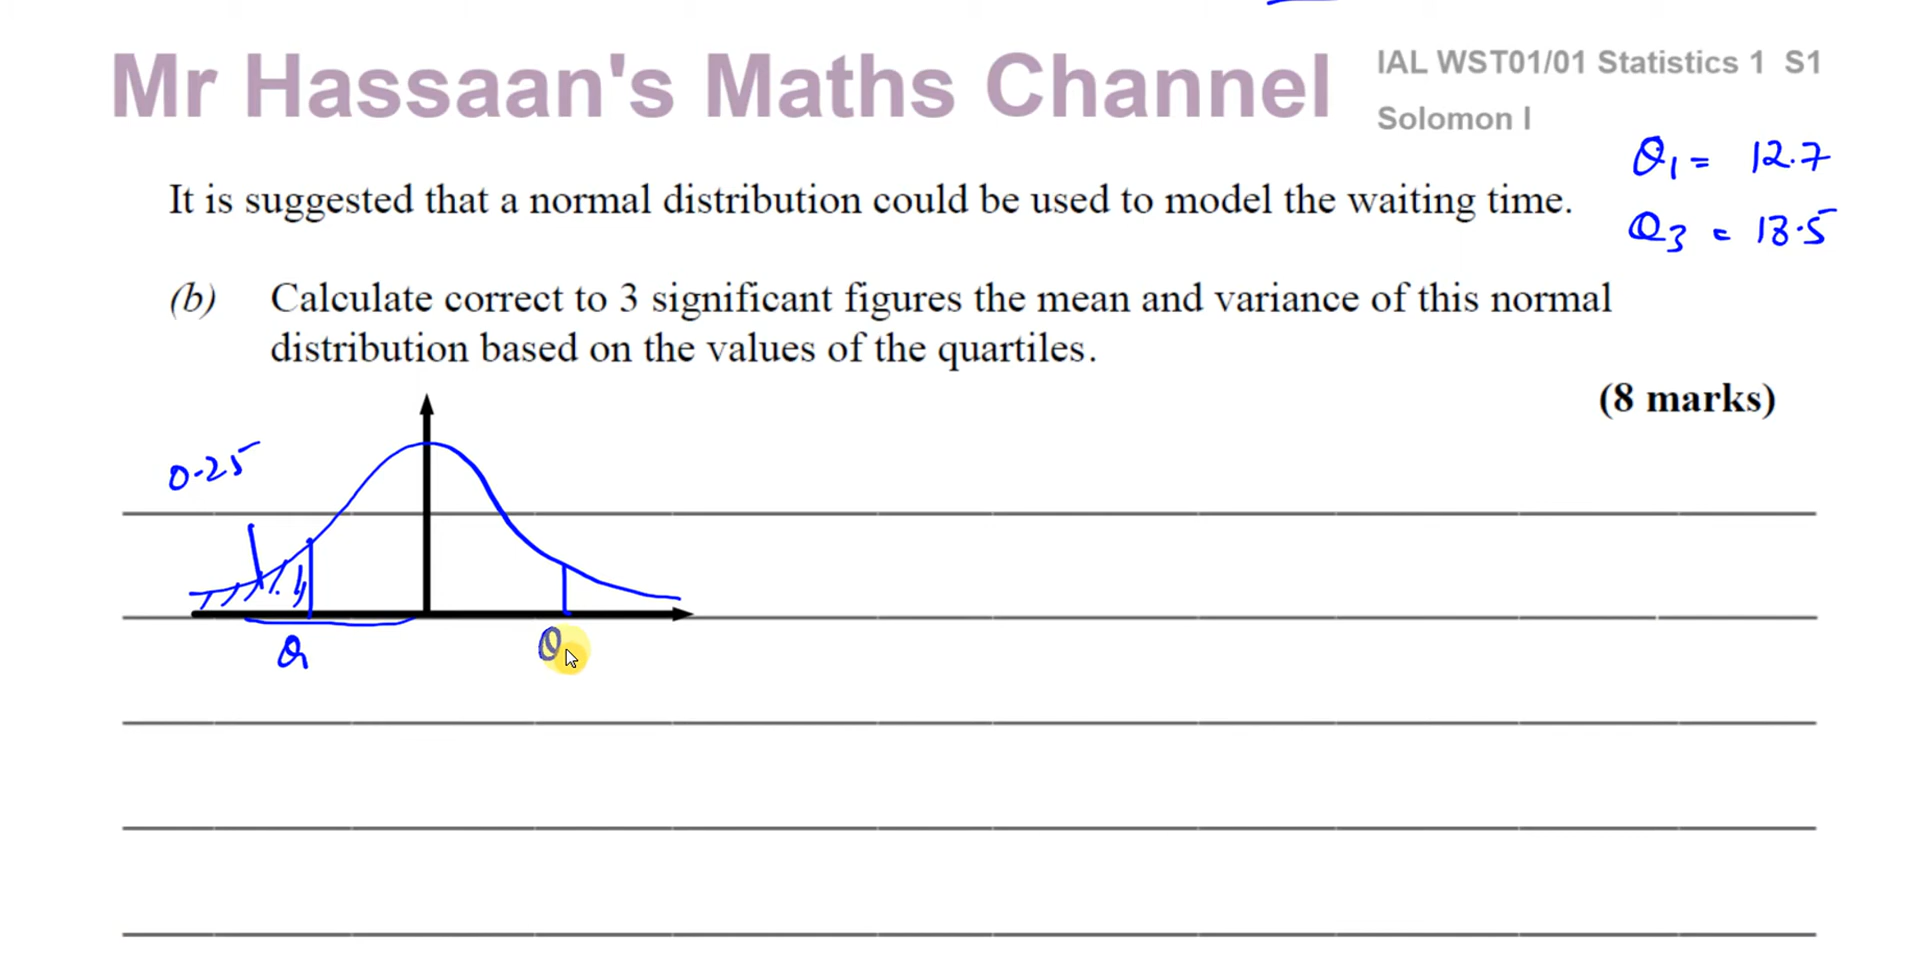 Mr Hassaan's Maths Channel
IAL WST01/01 Statistics 1 S1
Solomon I
Q₁ = 12.7
It is suggested that a normal distribution could be used to model the waiting time.
Q₃ = 18.5
(b) Calculate correct to 3 significant figures the mean and variance of this normal
distribution based on the values of the quartiles.
(8 marks)
0.25
Q₁
Q